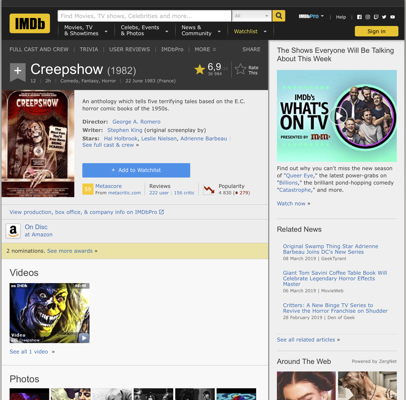 IMDb
Find Movies, TV shows, Celebrities and more...
All
IMDbPro
Help
Movies, TV
& Showtimes
Celebs, Events
& Photos
News &
Community
Watchlist
Sign in
FULL CAST AND CREW | TRIVIA | USER REVIEWS | IMDbPro | MORE
SHARE
Creepshow (1982)
6,9
Rate
This
12 | 2h | Comedy, Fantasy, Horror | 22 June 1983 (France)
CREEPSHOW
An anthology which tells five terrifying tales based on the E.C.
horror comic books of the 1950s.
Director: George A. Romero
Writer: Stephen King (original screenplay by)
Stars: Hal Holbrook, Leslie Nielsen, Adrienne Barbeau |
See full cast & crew »
+ Add to Watchlist
Metascore
From metacritic.com
Reviews
222 user | 156 critic
Popularity
4 830
View production, box office, & company info on IMDbPro
On Disc
at Amazon
2 nominations. See more awards »
Videos
See all 1 video »
Photos
The Shows Everyone Will Be Talking
About This Week
IMDb's
WHAT'S
ON TV
PRESENTED BY
Find out why you can't miss the new season
of "Queer Eye," the latest power-grabs on
"Billions," the brilliant pond-hopping comedy
"Catastrophe," and more.
Watch now »
Related News
Original Swamp Thing Star Adrienne
Barbeau Joins DC's New Series
08 March 2019 | GeekTyrant
Giant Tom Savini Coffee Table Book Will
Celebrate Legendary Horror Effects
Master
06 March 2019 | MovieWeb
Critters: A New Binge TV Series to
Revive the Horror Franchise on Shudder
28 February 2019 | Den of Geek
See all related articles »
Around The Web
Powered by ZergNet